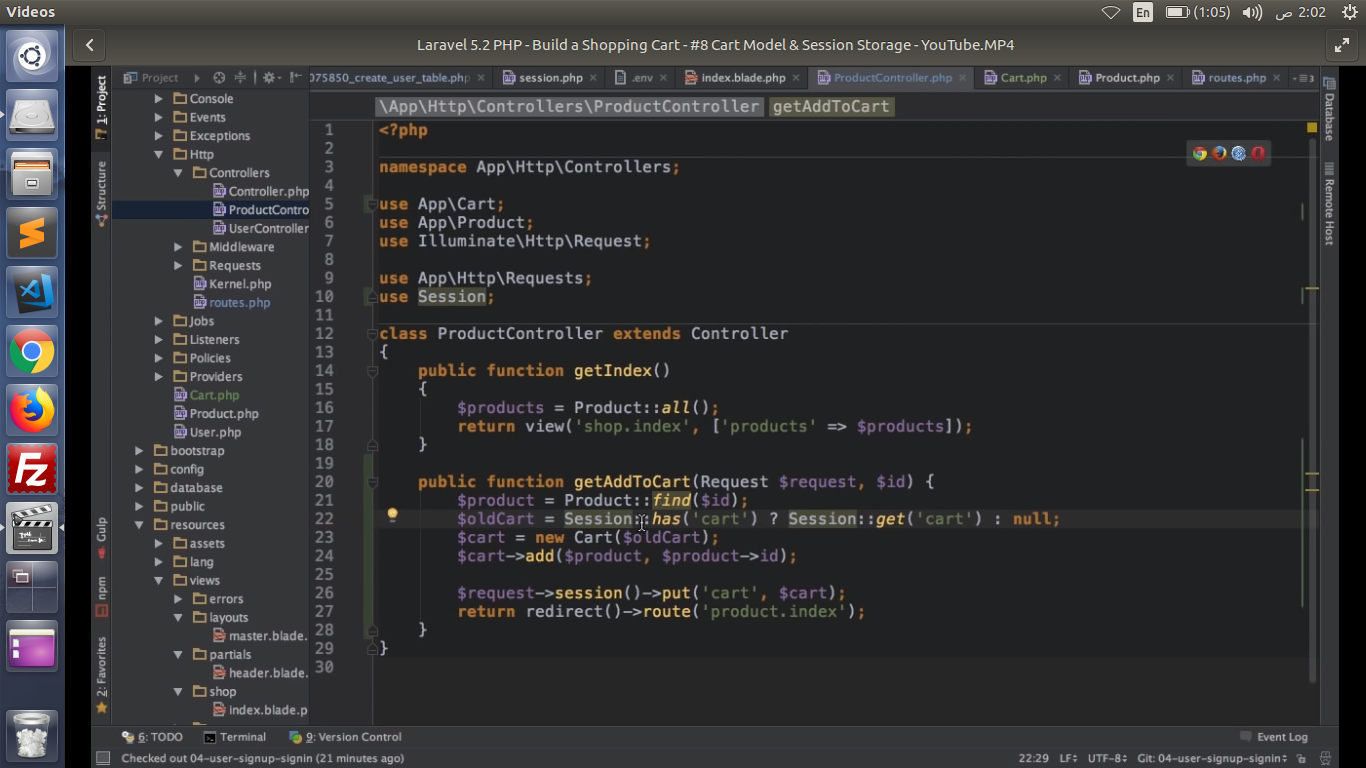 Videos
En
(1:05)
2:02 ص
Laravel 5.2 PHP - Build a Shopping Cart - #8 Cart Model & Session Storage - YouTube.MP4
Project
075850_create_user_table.php
session.php
.env
index.blade.php
ProductController.php
Cart.php
Product.php
routes.php
\App\Http\Controllers\ProductController
getAddToCart
1: Project
Structure
Gulp
npm
2: Favorites
Database
Remote Host
Console
Events
Exceptions
Http
Controllers
Controller.php
ProductContro
UserController
Middleware
Requests
Kernel.php
routes.php
Jobs
Listeners
Policies
Providers
Cart.php
Product.php
User.php
bootstrap
config
database
public
resources
assets
lang
views
errors
layouts
master.blade.
partials
header.blade.
shop
index.blade.p
1 <?php
2
3 namespace App\Http\Controllers;
4
5 use App\Cart;
6 use App\Product;
7 use Illuminate\Http\Request;
8
9 use App\Http\Requests;
10 use Session;
11
12 class ProductController extends Controller
13 {
14 public function getIndex()
15 {
16 $products = Product::all();
17 return view('shop.index', ['products' => $products]);
18 }
19
20 public function getAddToCart(Request $request, $id) {
21 $product = Product::find($id);
22 $oldCart = Session::has('cart') ? Session::get('cart') : null;
23 $cart = new Cart($oldCart);
24 $cart->add($product, $product->id);
25
26 $request->session()->put('cart', $cart);
27 return redirect()->route('product.index');
28 }
29 }
30
6: TODO
Terminal
9: Version Control
Event Log
Checked out 04-user-signup-signin (21 minutes ago)
22:29
LF
UTF-8
Git: 04-user-signup-signin